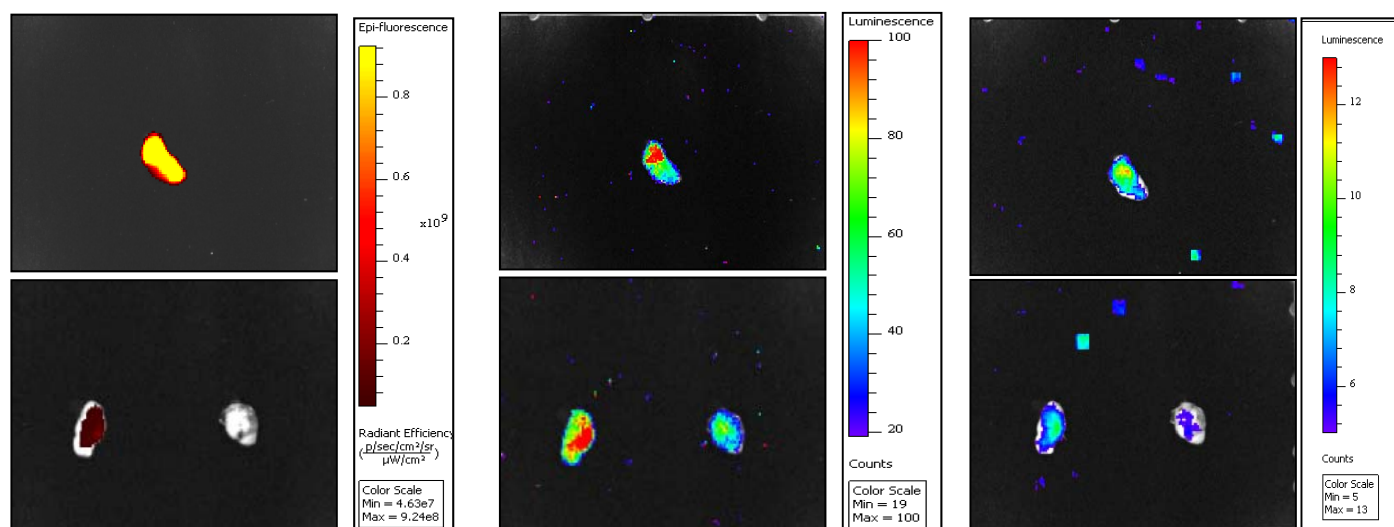 Epi-fluorescence
0.8
0.6
x10⁹
0.4
0.2
Radiant Efficiency
(p/sec/cm²/sr)
µW/cm²
Color Scale
Min = 4.63e7
Max = 9.24e8
Luminescence
100
80
60
40
20
Counts
Color Scale
Min = 19
Max = 100
Luminescence
12
10
8
6
Counts
Color Scale
Min = 5
Max = 13